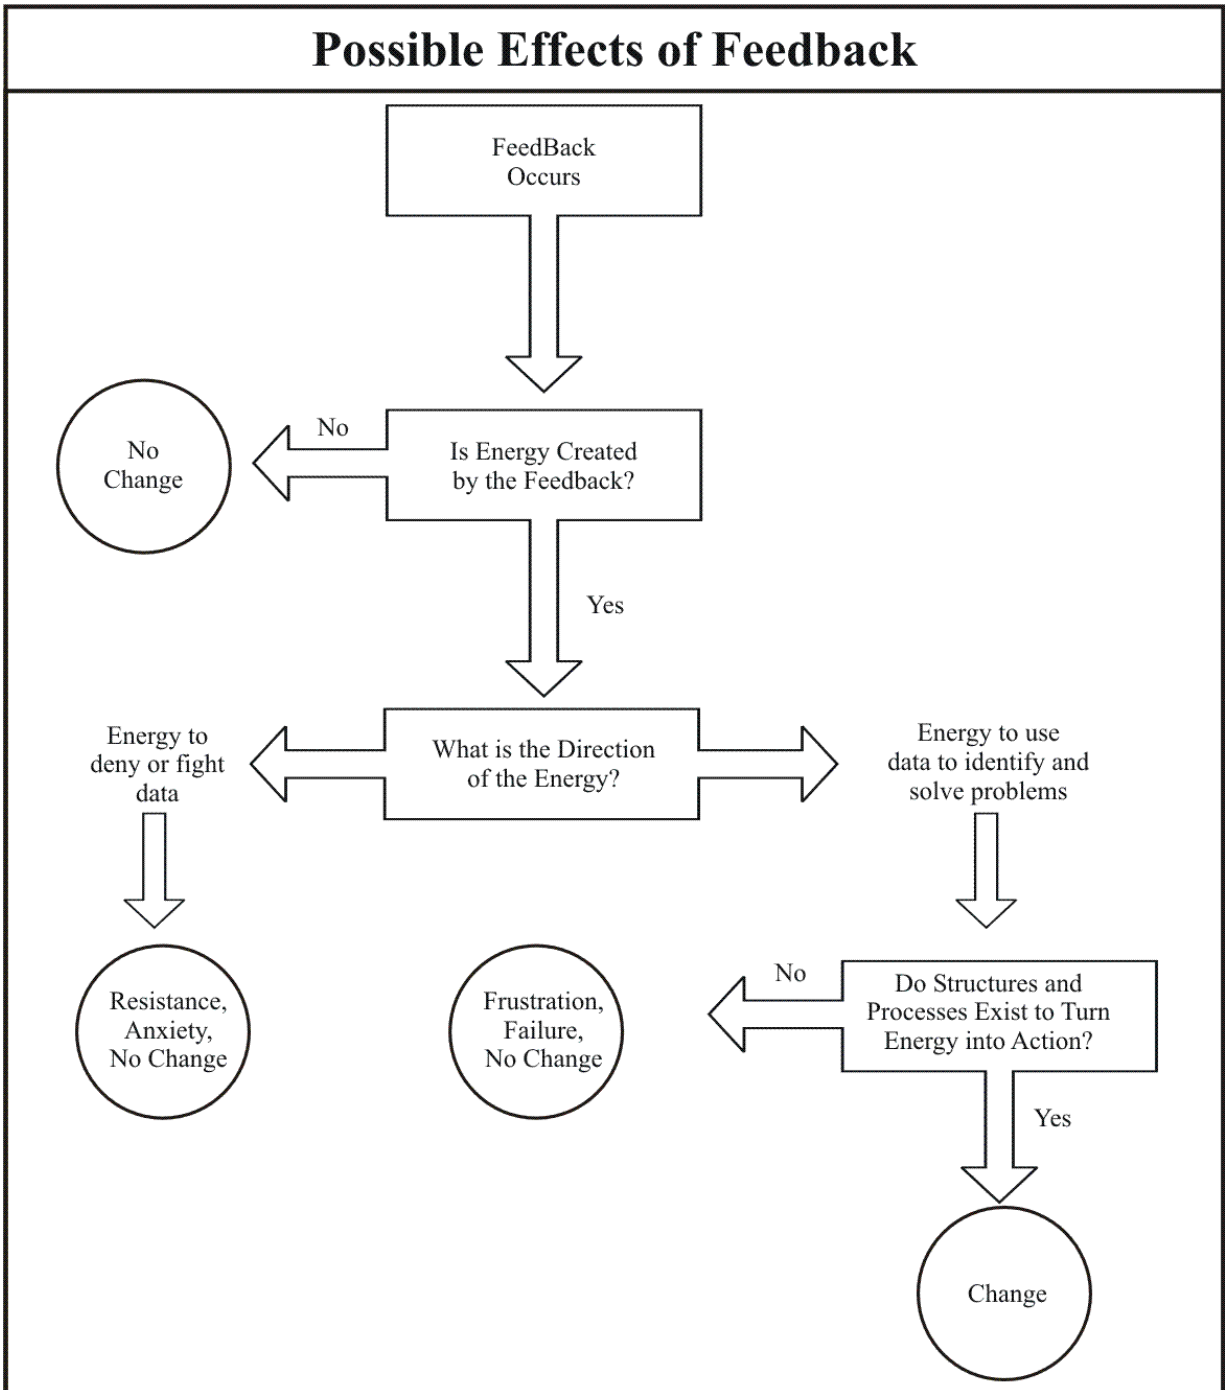 Possible Effects of Feedback
FeedBack
Occurs
No
Change
No
Is Energy Created
by the Feedback?
Yes
Energy to
deny or fight
data
What is the Direction
of the Energy?
Energy to use
data to identify and
solve problems
Resistance,
Anxiety,
No Change
Frustration,
Failure,
No Change
No
Do Structures and
Processes Exist to Turn
Energy into Action?
Yes
Change